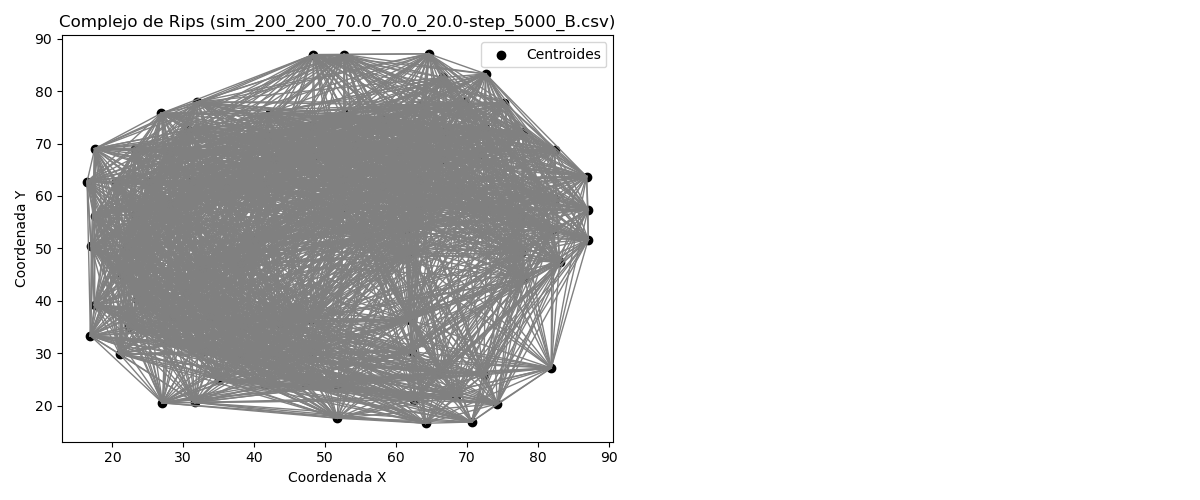 Complejo de Rips (sim_200_200_70.0_70.0_20.0-step_5000_B.csv)
Centroides
90
80
70
60
50
40
30
20
Coordenada Y
20 30 40 50 60 70 80 90
Coordenada X